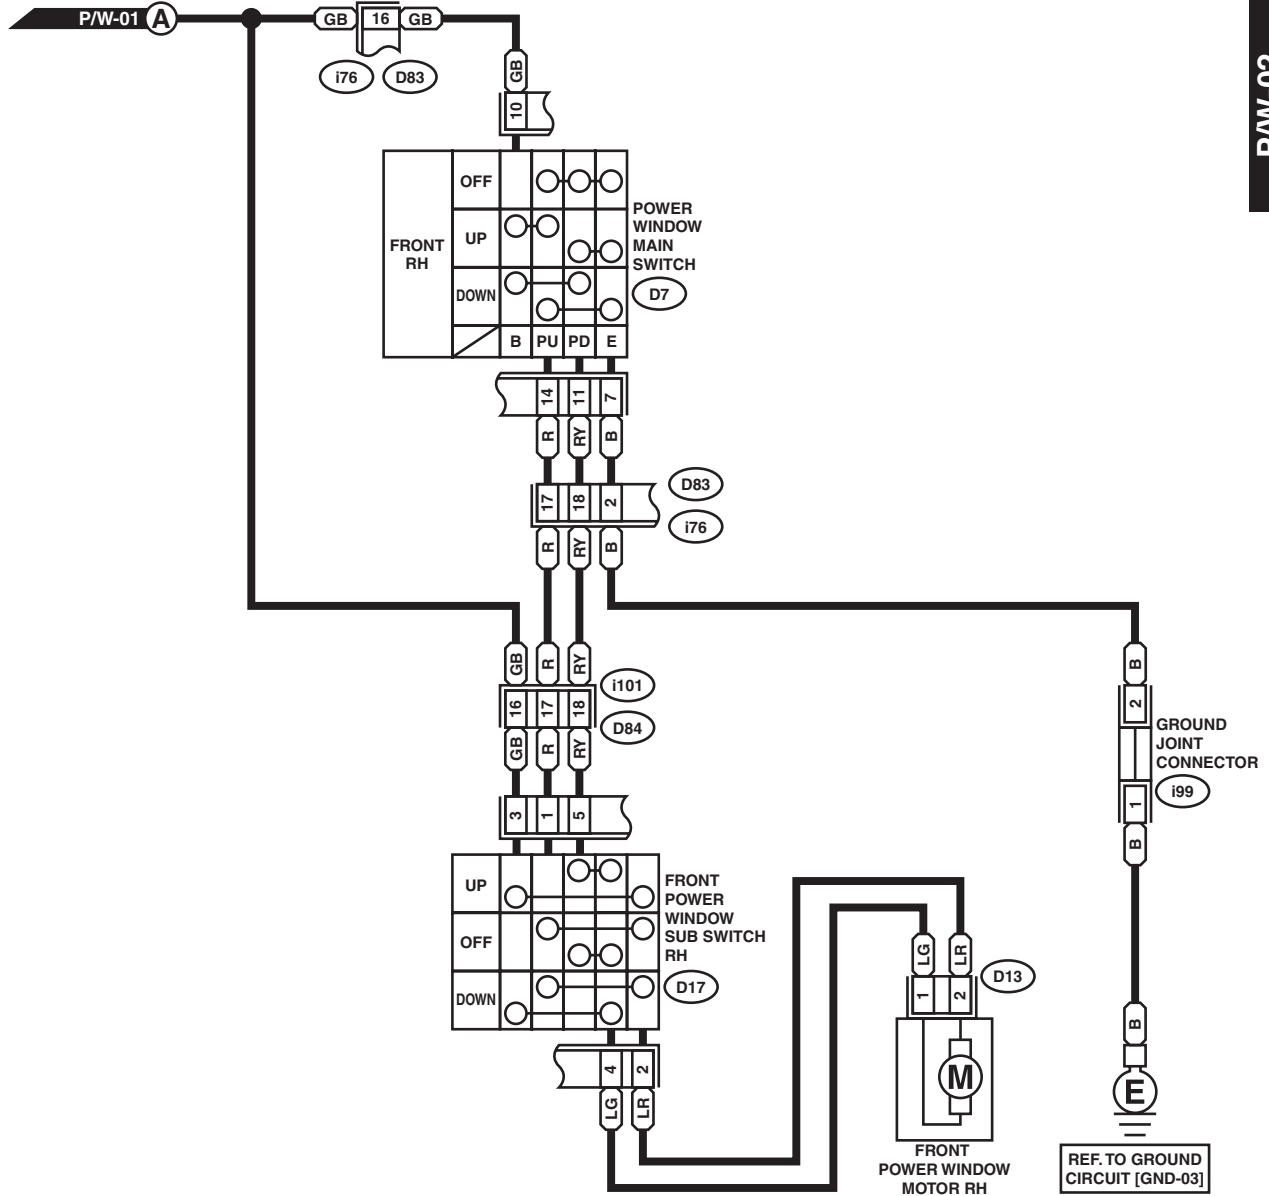 P/W-01 A GB 16 GB
i76 D83
P/W-02
GB
10
OFF
UP
DOWN
FRONT
RH
B PU PD E
POWER
WINDOW
MAIN
SWITCH
D7
14 11 7
R RY B
17 18 2
D83
i76
R RY B
GB R RY
i101
16 17 18
D84
GB R RY
3 1 5
UP
OFF
DOWN
FRONT
POWER
WINDOW
SUB SWITCH
RH
D17
4 2
LG LR
LG LR
1 2
D13
M
FRONT
POWER WINDOW
MOTOR RH
B
2
GROUND
JOINT
CONNECTOR
i99
1
B
B
E
REF. TO GROUND
CIRCUIT [GND-03]